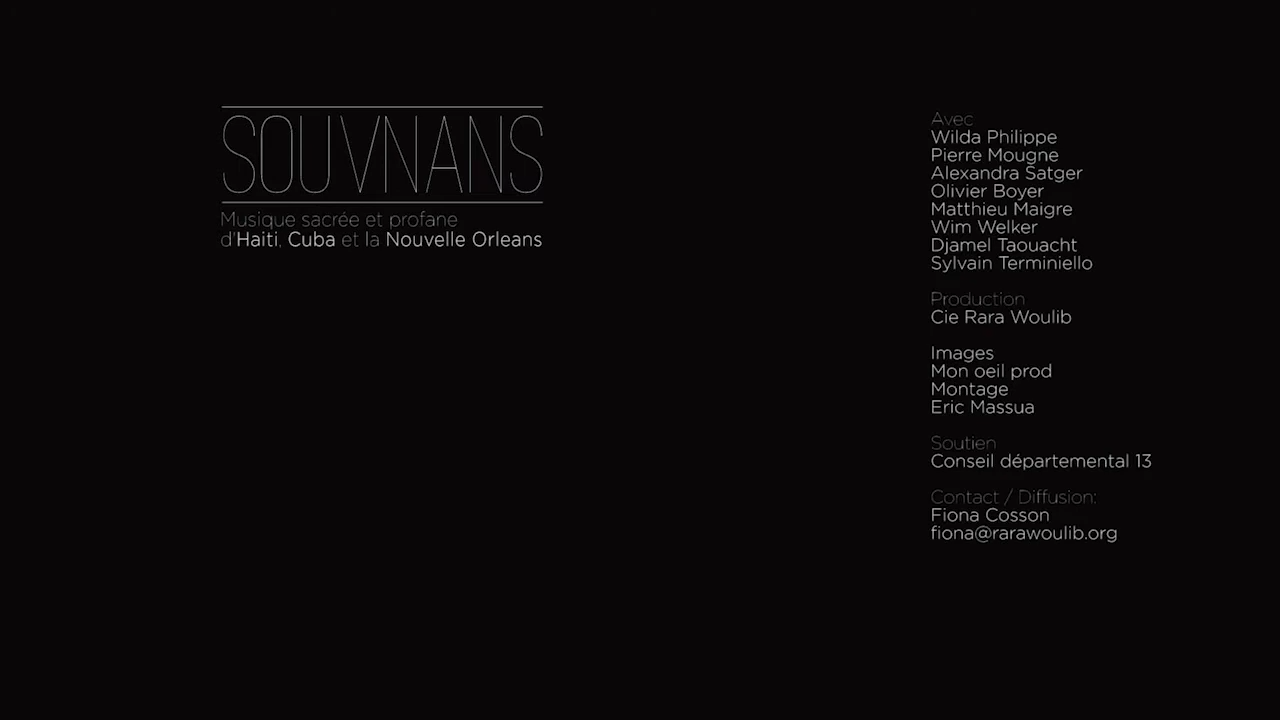 SOUVNANS
Musique sacrée et profane
d'Haiti, Cuba et la Nouvelle Orleans
Avec
Wilda Philippe
Pierre Mougne
Alexandra Satger
Olivier Boyer
Matthieu Maigre
Wim Welker
Djamel Taouacht
Sylvain Terminiello
Production
Cie Rara Woulib
Images
Mon oeil prod
Montage
Eric Massua
Soutien
Conseil départemental 13
Contact / Diffusion:
Fiona Cosson
fiona@rarawoulib.org